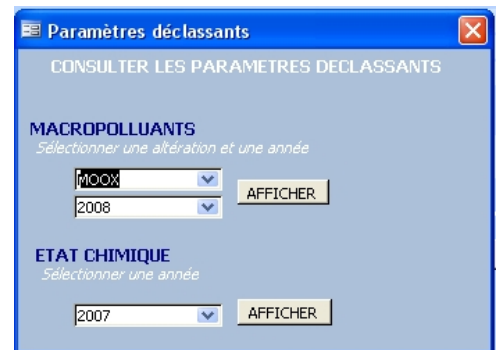 Paramètres déclassants
CONSULTER LES PARAMETRES DECLASSANTS
MACROPOLLUANTS
Sélectionner une altération et une année
MOOX
AFFICHER
2008
ETAT CHIMIQUE
Sélectionner une année
2007
AFFICHER